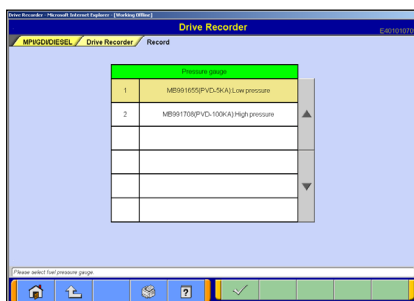 Drive Recorder - Microsoft Internet Explorer - [Working Offline]
Drive Recorder
E40101070
MPI/GDI/DIESEL Drive Recorder Record
Pressure gauge
1 MB991655(PVD-5KA):Low pressure
2 MB991708(PVD-100KA):High pressure
Please select fuel pressure gauge.
?